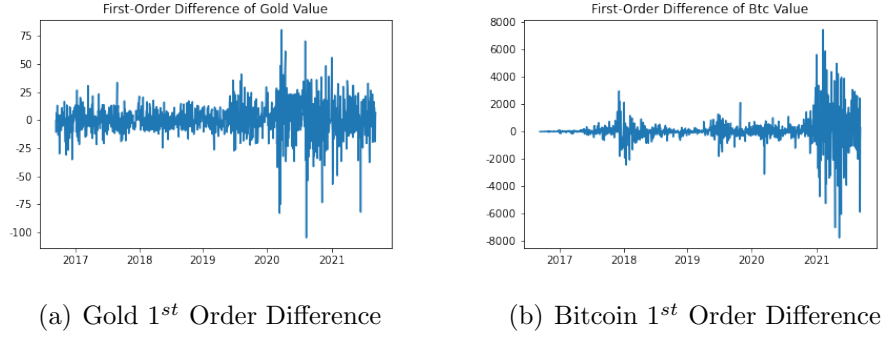 First-Order Difference of Gold Value
75
50
25
0
-25
-50
-75
-100
2017 2018 2019 2020 2021
First-Order Difference of Btc Value
8000
6000
4000
2000
0
-2000
-4000
-6000
-8000
2017 2018 2019 2020 2021
(a) Gold 1st Order Difference
(b) Bitcoin 1st Order Difference